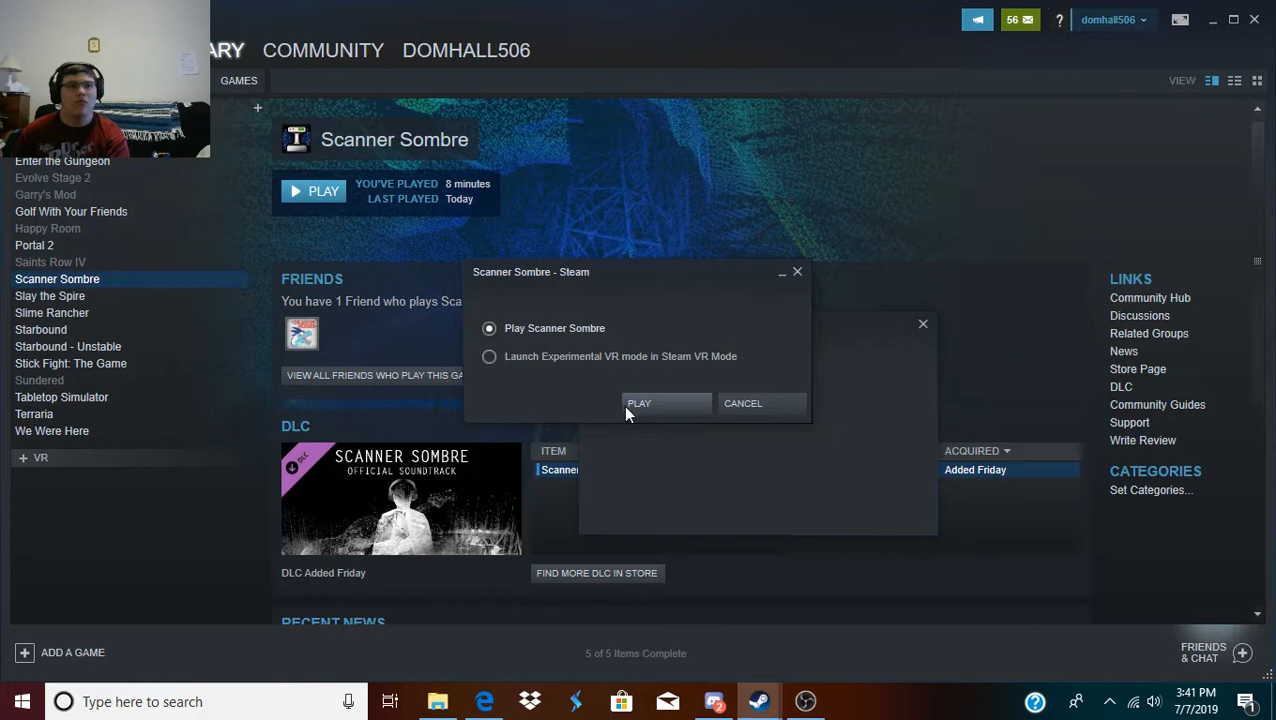 56
?
domhall506
ARY COMMUNITY DOMHALL506
GAMES
VIEW
+
Scanner Sombre
PLAY
YOU'VE PLAYED 8 minutes
LAST PLAYED Today
Enter the Gungeon
Evolve Stage 2
Garry's Mod
Golf With Your Friends
Happy Room
Portal 2
Saints Row IV
Scanner Sombre
Slay the Spire
Slime Rancher
Starbound
Starbound - Unstable
Stick Fight: The Game
Sundered
Tabletop Simulator
Terraria
We Were Here
+ VR
FRIENDS
You have 1 Friend who plays Sca
VIEW ALL FRIENDS WHO PLAY THIS GA
Scanner Sombre - Steam
Play Scanner Sombre
Launch Experimental VR mode in Steam VR Mode
PLAY
CANCEL
DLC
DLC
SCANNER SOMBRE
OFFICIAL SOUNDTRACK
DLC Added Friday
ITEM
ACQUIRED
Scanner
Added Friday
FIND MORE DLC IN STORE
RECENT NEWS
LINKS
Community Hub
Discussions
Related Groups
News
Store Page
DLC
Community Guides
Support
Write Review
CATEGORIES
Set Categories...
+ ADD A GAME
5 of 5 Items Complete
FRIENDS
& CHAT
Type here to search
2
?
3:41 PM
7/7/2019
1